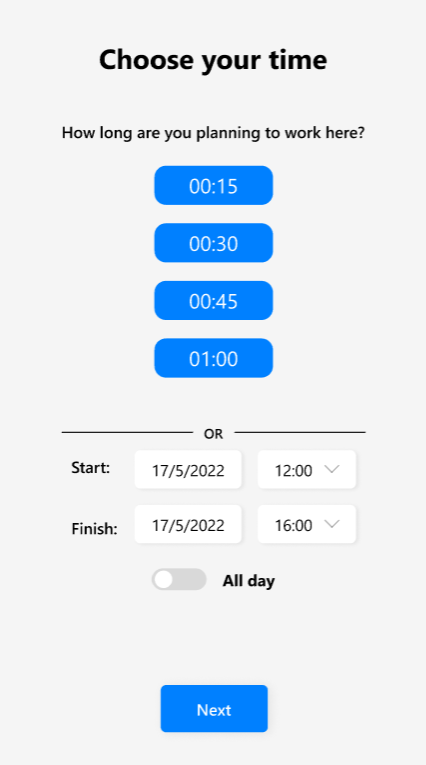 Choose your time
How long are you planning to work here?
00:15
00:30
00:45
01:00
OR
Start: 17/5/2022 12:00
Finish: 17/5/2022 16:00
All day
Next